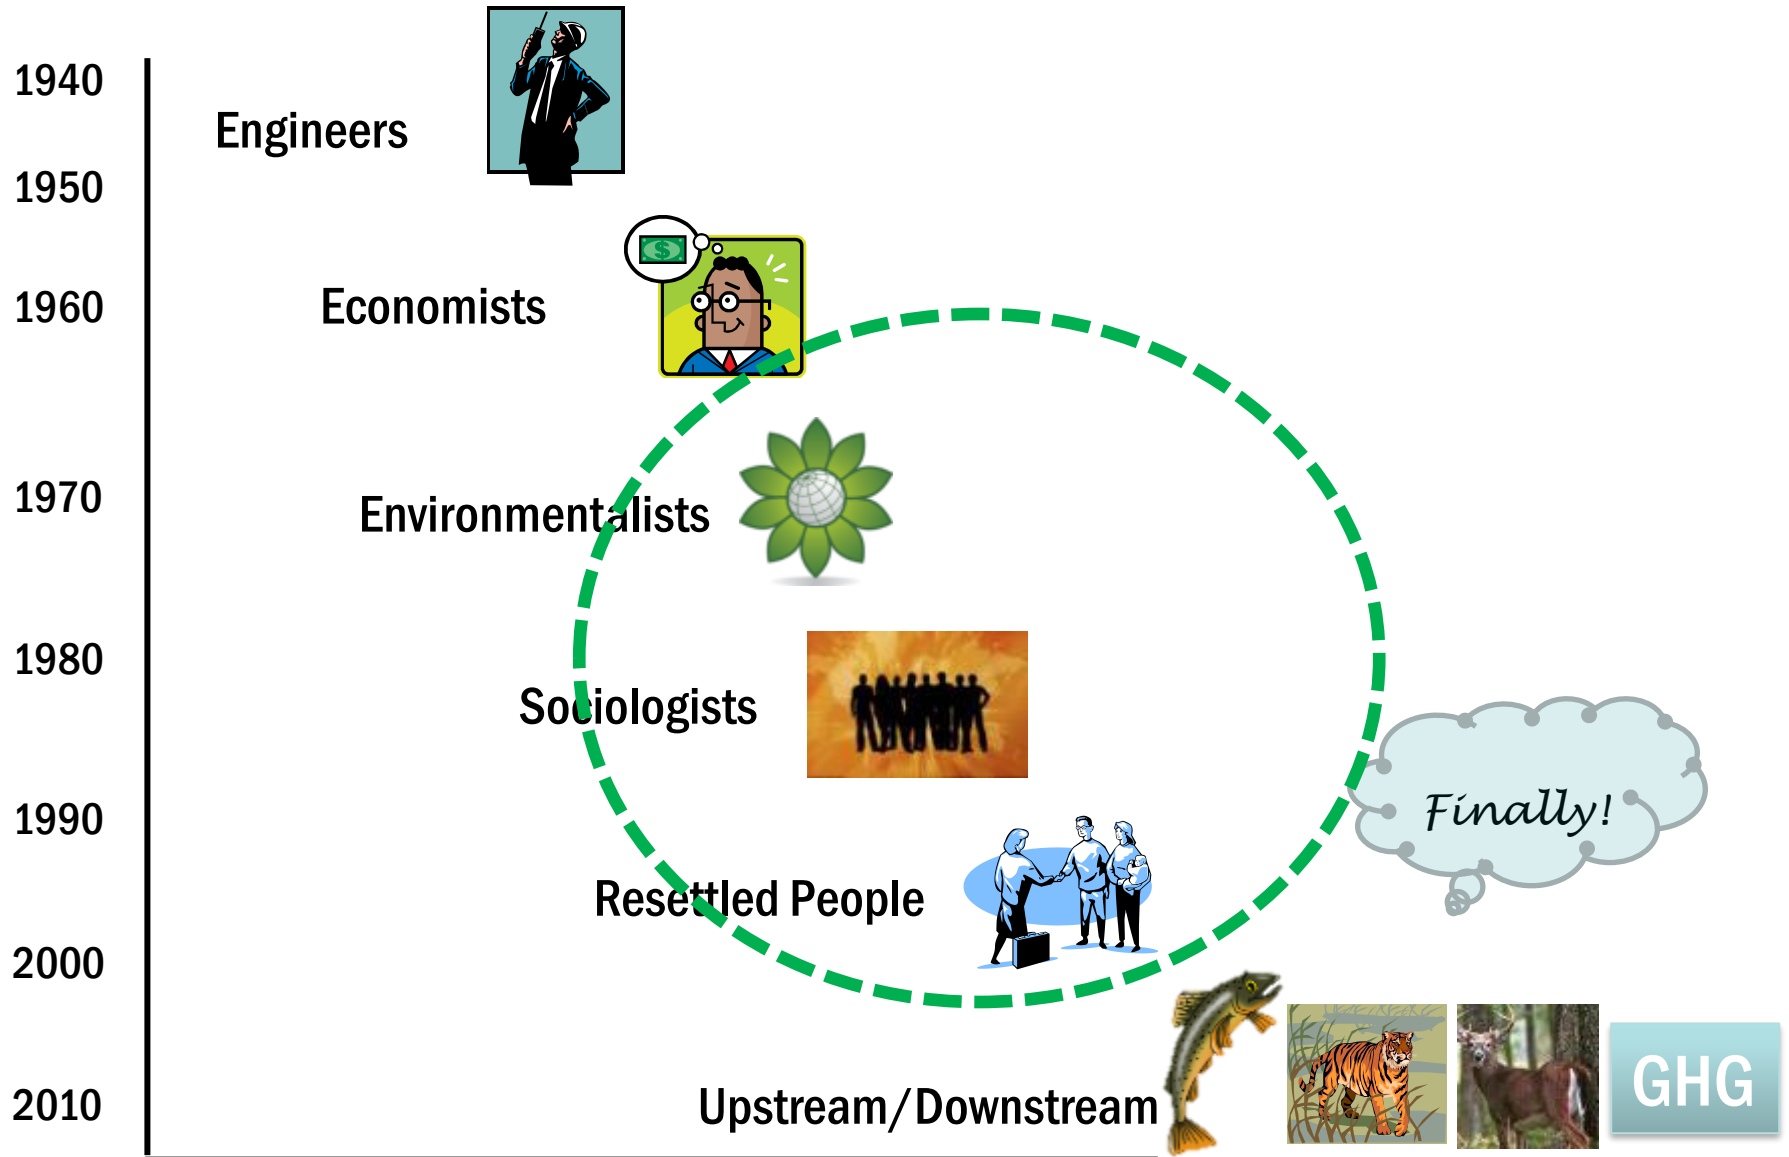 1940
Engineers
1950
$
1960
Economists
1970
Environmentalists
1980
Sociologists
Finally!
1990
Resettled People
2000
2010
Upstream/Downstream
GHG